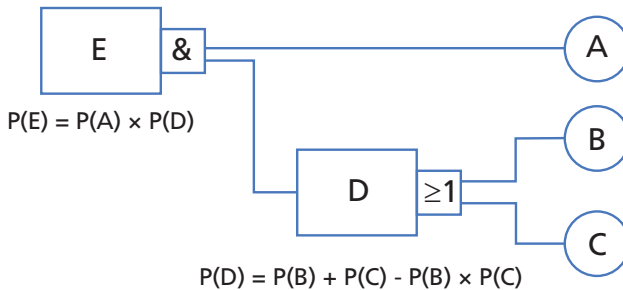 E
&
A
P(E) = P(A) × P(D)
B
D
≥1
C
P(D) = P(B) + P(C) - P(B) × P(C)